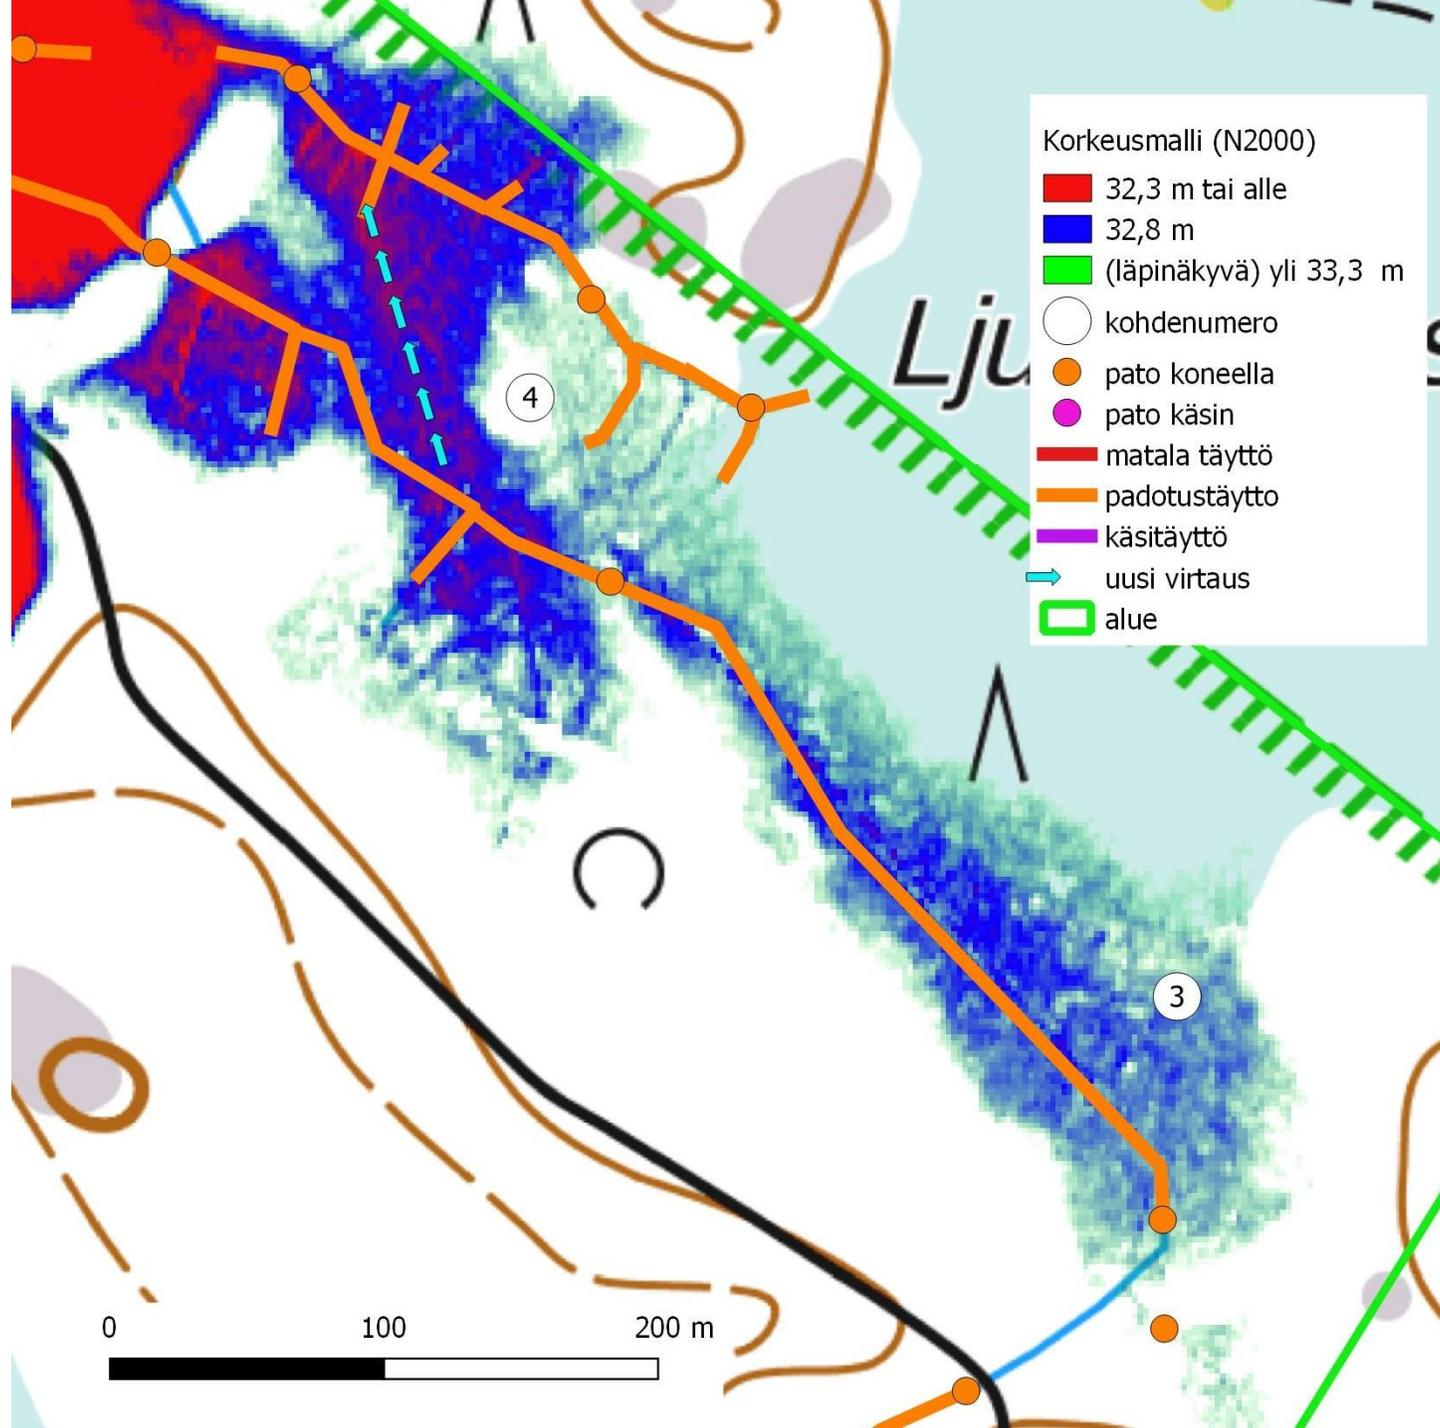 Korkeusmalli (N2000)
32,3 m tai alle
32,8 m
(läpinäkyvä) yli 33,3 m
kohdenumero
pato koneella
pato käsin
matala täyttö
padotustäytto
käsitäyttö
uusi virtaus
alue
Lju
s
4
3
0 100 200 m